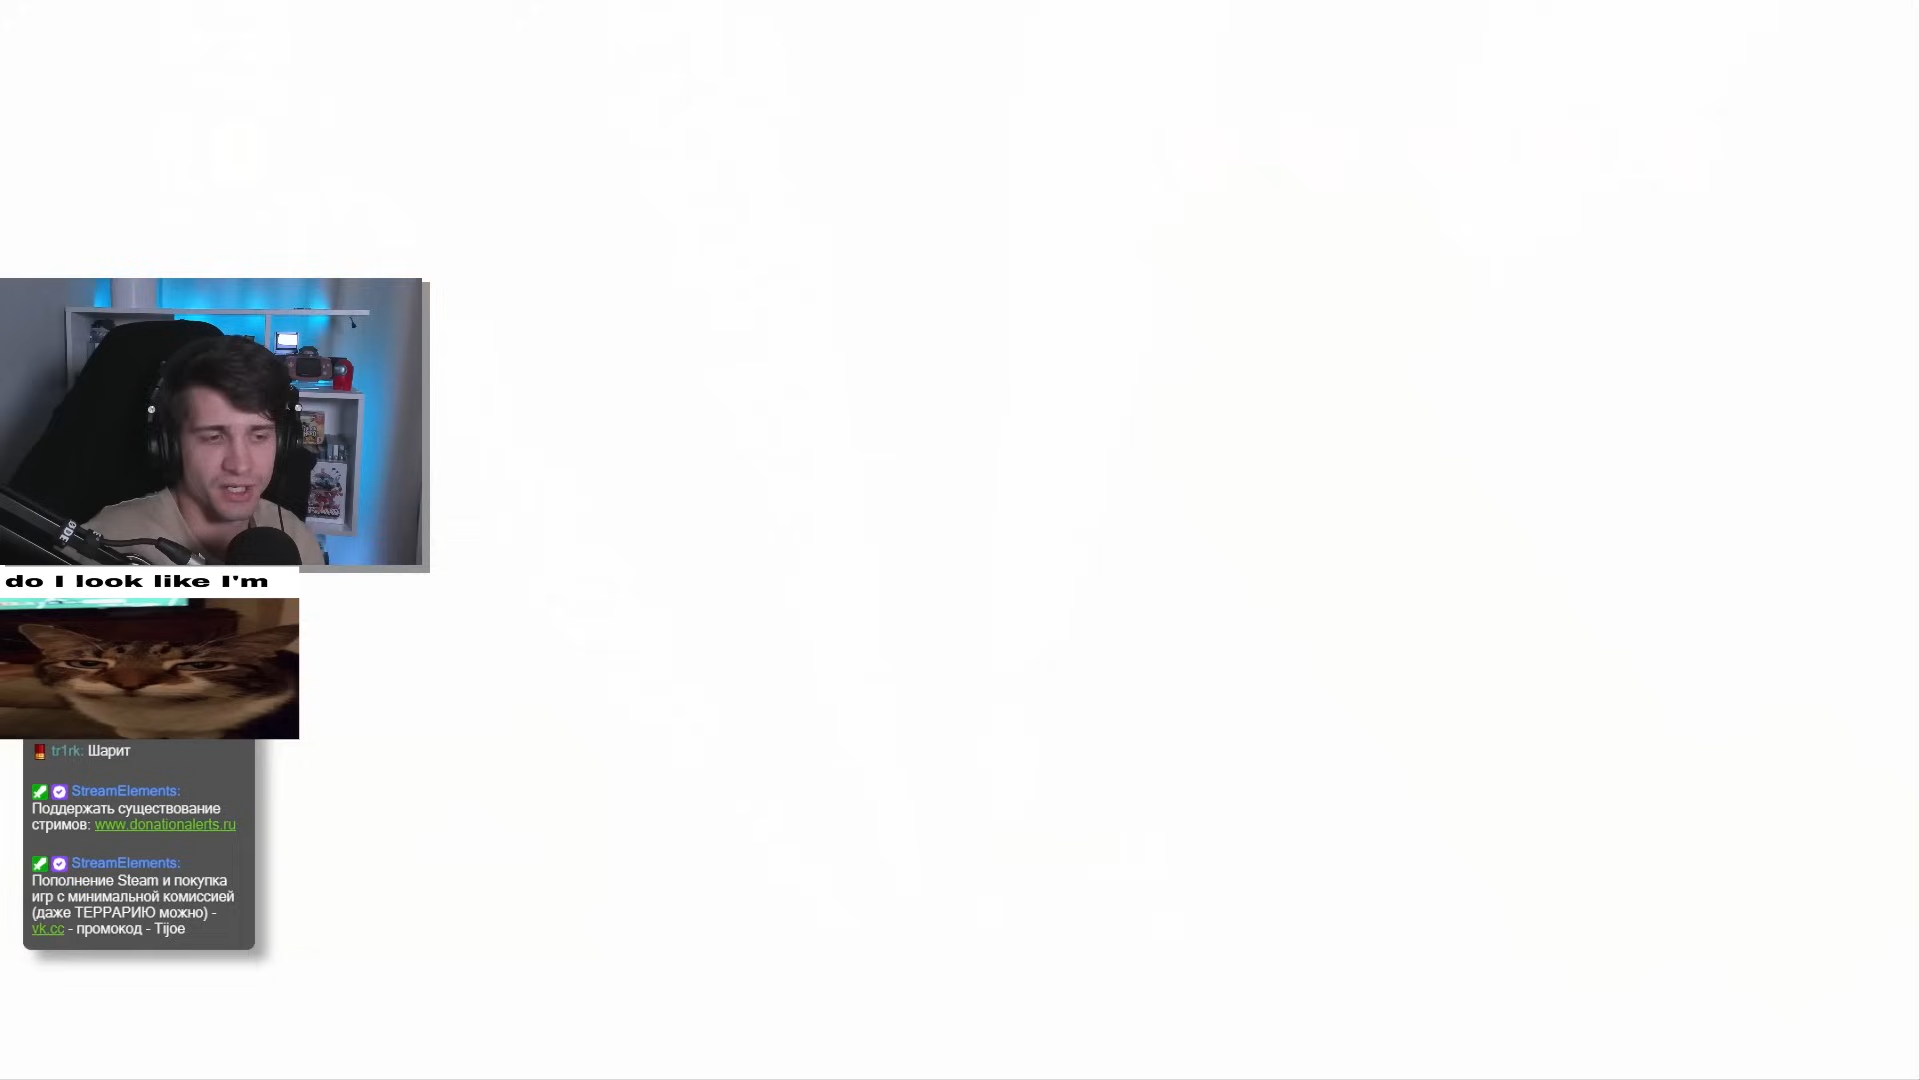 RØDE
do I look like I'm
tr1rk: Шарит
StreamElements:
Поддержать существование
стримов: www.donationalerts.ru
StreamElements:
Пополнение Steam и покупка
игр с минимальной комиссией
(даже ТЕРРАРИЮ можно) -
vk.cc - промокод - Tijoe